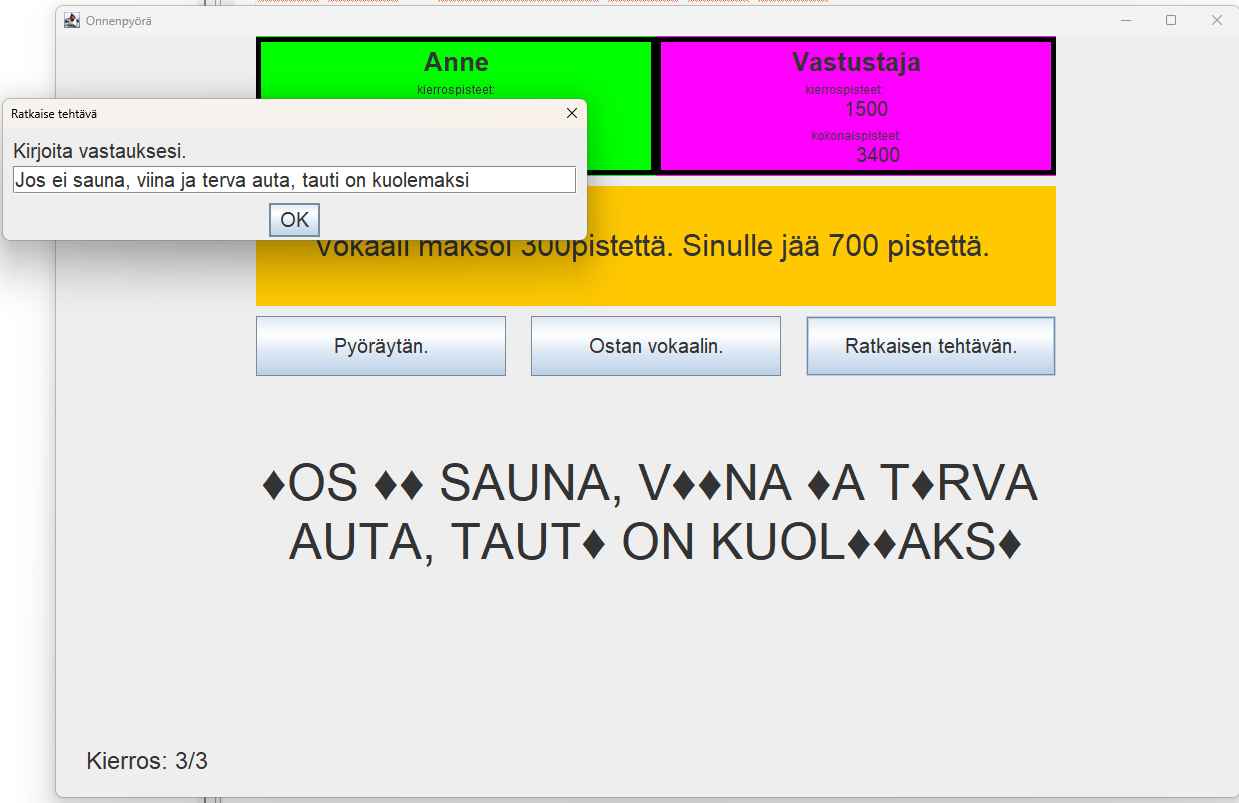 Onnenpyörä
Anne
Vastustaja
kierrospisteet:
kierrospisteet:
1500
kokonaispisteet:
3400
Ratkaise tehtävä
Kirjoita vastauksesi.
Jos ei sauna, viina ja terva auta, tauti on kuolemaksi
OK
Vokaali maksoi 300pistettä. Sinulle jää 700 pistettä.
Pyöräytän.
Ostan vokaalin.
Ratkaisen tehtävän.
♦OS ♦♦ SAUNA, V♦♦NA ♦A T♦RVA
AUTA, TAUT♦ ON KUOL♦♦AKS♦
Kierros: 3/3